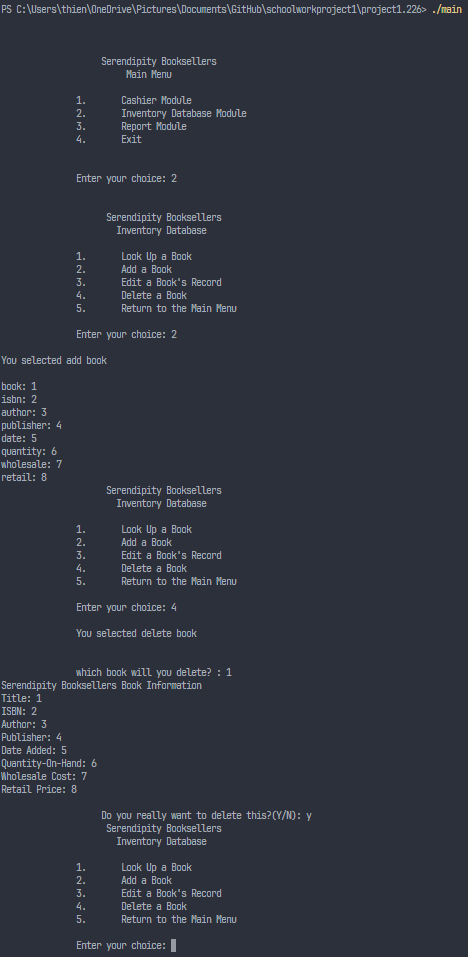 PS C:\Users\thien\OneDrive\Pictures\Documents\GitHub\schoolworkproject1\project1.226> ./main
Serendipity Booksellers
Main Menu
1. Cashier Module
2. Inventory Database Module
3. Report Module
4. Exit
Enter your choice: 2
Serendipity Booksellers
Inventory Database
1. Look Up a Book
2. Add a Book
3. Edit a Book's Record
4. Delete a Book
5. Return to the Main Menu
Enter your choice: 2
You selected add book
book: 1
isbn: 2
author: 3
publisher: 4
date: 5
quantity: 6
wholesale: 7
retail: 8
Serendipity Booksellers
Inventory Database
1. Look Up a Book
2. Add a Book
3. Edit a Book's Record
4. Delete a Book
5. Return to the Main Menu
Enter your choice: 4
You selected delete book
which book will you delete? : 1
Serendipity Booksellers Book Information
Title: 1
ISBN: 2
Author: 3
Publisher: 4
Date Added: 5
Quantity-On-Hand: 6
Wholesale Cost: 7
Retail Price: 8
Do you really want to delete this?(Y/N): y
Serendipity Booksellers
Inventory Database
1. Look Up a Book
2. Add a Book
3. Edit a Book's Record
4. Delete a Book
5. Return to the Main Menu
Enter your choice: